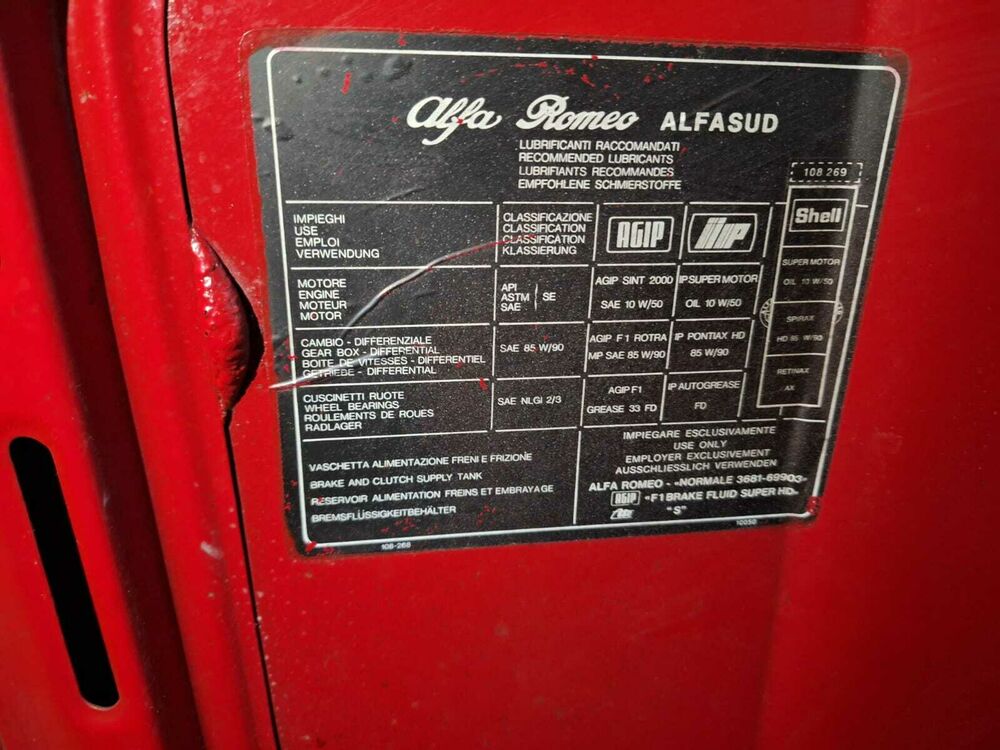 Alfa Romeo ALFASUD
LUBRIFICANTI RACCOMANDATI
RECOMMENDED LUBRICANTS
LUBRIFIANTS RECOMMANDES
EMPFOHLENE SCHMIERSTOFFE
108 269
IMPIEGHI
USE
EMPLOI
VERWENDUNG
CLASSIFICAZIONE
CLASSIFICATION
CLASSIFICATION
KLASSIERUNG
AGIP
IP
Shell
MOTORE
ENGINE
MOTEUR
MOTOR
API
ASTM
SAE
SE
AGIP SINT 2000
SAE 10 W/50
IP SUPER MOTOR
OIL 10 W/50
SUPER MOTOR
OIL 10 W/50
CAMBIO - DIFFERENZIALE
GEAR BOX - DIFFERENTIAL
BOITE DE VITESSES - DIFFERENTIEL
GETRIEBE - DIFFERENTIAL
SAE 85 W/90
AGIP F1 ROTRA
MP SAE 85 W/90
IP PONTIAX HD
85 W/90
SPIRAX
HD 85 W/90
CUSCINETTI RUOTE
WHEEL BEARINGS
ROULEMENTS DE ROUES
RADLAGER
SAE NLGI 2/3
AGIP F1
GREASE 33 FD
IP AUTOGREASE
FD
RETINAX
AX
VASCHETTA ALIMENTAZIONE FRENI E FRIZIONE
BRAKE AND CLUTCH SUPPLY TANK
RESERVOIR ALIMENTATION FREINS ET EMBRAYAGE
BREMSFLÜSSIGKEITBEHÄLTER
IMPIEGARE ESCLUSIVAMENTE
USE ONLY
EMPLOYER EXCLUSIVEMENT
AUSSCHLIESSLICH VERWENDEN
ALFA ROMEO - «NORMALE 3681-69903»
AGIP «F1 BRAKE FLUID SUPER HD»
"S"
108-268
10050